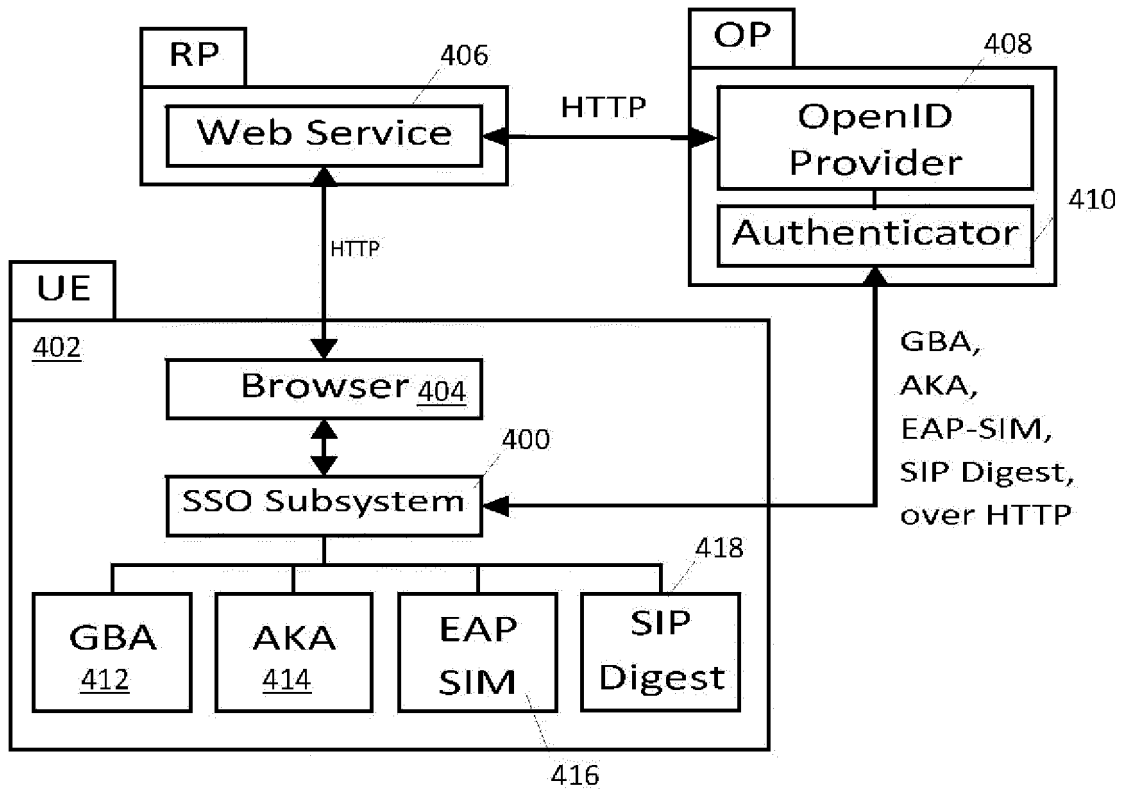 OP
RP
406
408
Web Service
HTTP
OpenID
Provider
410
Authenticator
HTTP
UE
402
Browser 404
GBA,
AKA,
EAP-SIM,
SIP Digest,
over HTTP
400
SSO Subsystem
418
GBA
412
AKA
414
EAP
SIM
SIP
Digest
416